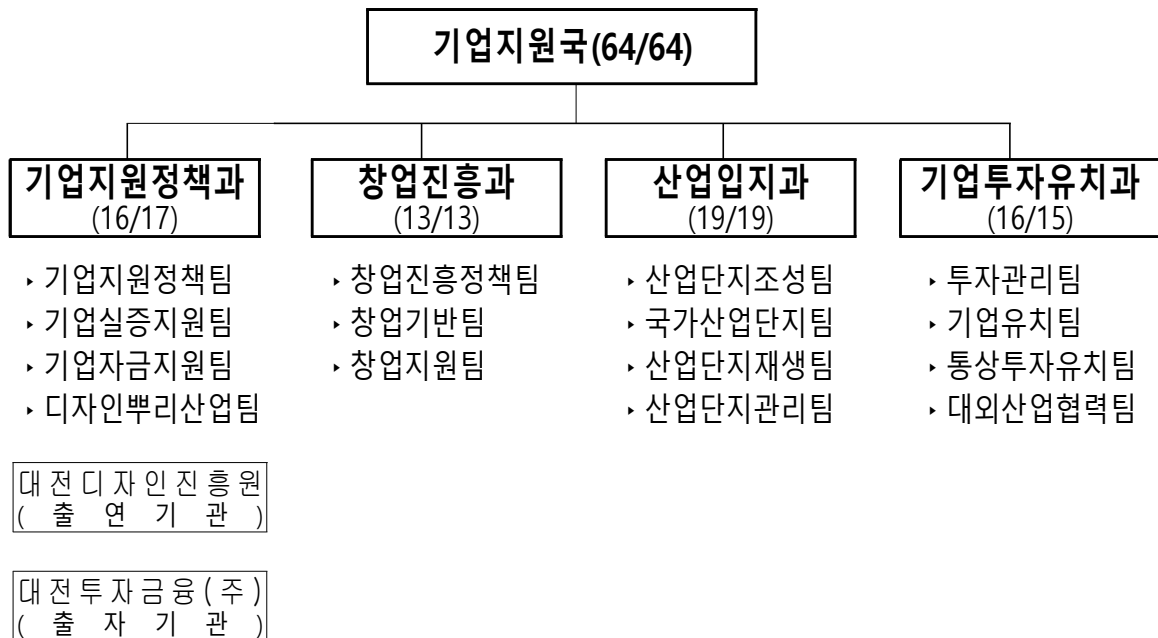 기업지원국(64/64)
기업지원정책과
(16/17)
창업진흥과
(13/13)
산업입지과
(19/19)
기업투자유치과
(16/15)
‣ 기업지원정책팀
‣ 기업실증지원팀
‣ 기업자금지원팀
‣ 디자인뿌리산업팀
‣ 창업진흥정책팀
‣ 창업기반팀
‣ 창업지원팀
‣ 산업단지조성팀
‣ 국가산업단지팀
‣ 산업단지재생팀
‣ 산업단지관리팀
‣ 투자관리팀
‣ 기업유치팀
‣ 통상투자유치팀
‣ 대외산업협력팀
대전디자인진흥원
( 출 연 기 관 )
대전투자금융(주)
( 출 자 기 관 )